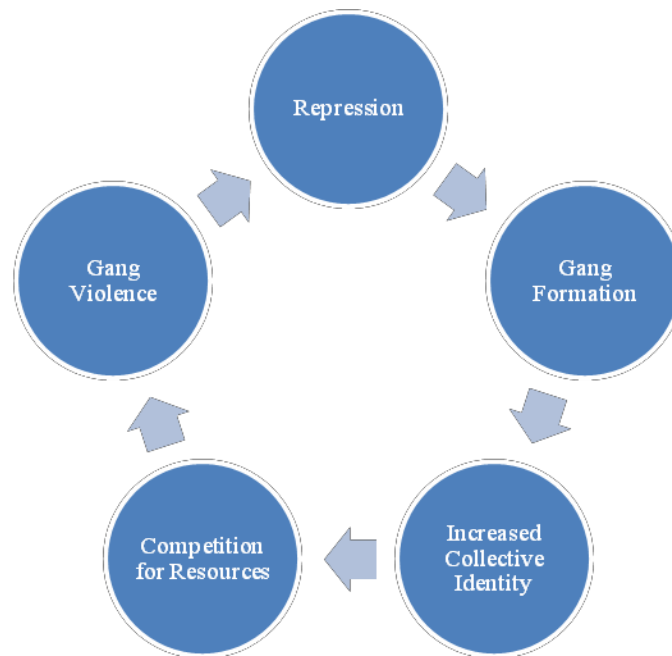 Repression
Gang
Formation
Increased
Collective
Identity
Competition
for Resources
Gang
Violence